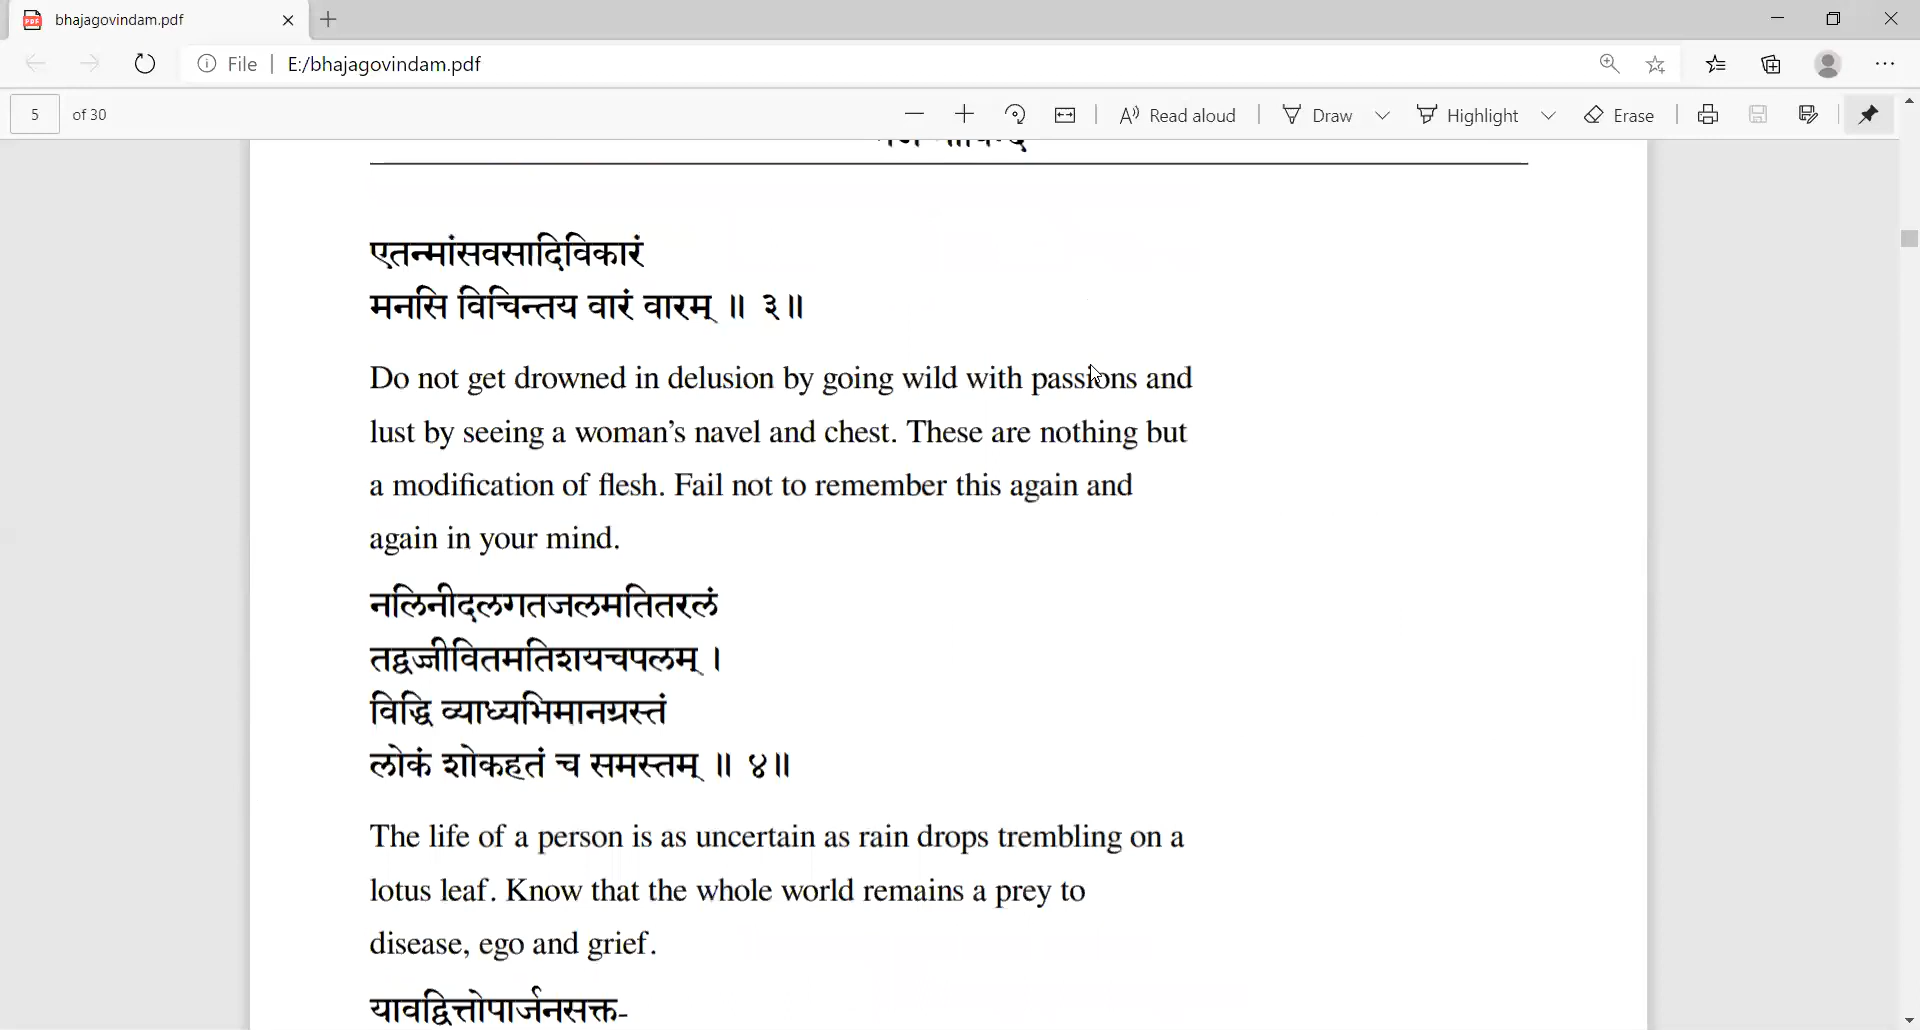 bhajagovindam.pdf
File | E:/bhajagovindam.pdf
5 of 30 Read aloud Draw Highlight Erase
एतन्मांसवसादिविकारं
मनसि विचिन्तय वारं वारम् ॥ ३॥
Do not get drowned in delusion by going wild with passions and
lust by seeing a woman’s navel and chest. These are nothing but
a modification of flesh. Fail not to remember this again and
again in your mind.
नलिनीदलगतजलमतितरलं
तद्वज्जीवितमतिशयचपलम् ।
विद्धि व्याध्यभिमानग्रस्तं
लोकं शोकहतं च समस्तम् ॥ ४॥
The life of a person is as uncertain as rain drops trembling on a
lotus leaf. Know that the whole world remains a prey to
disease, ego and grief.
यावद्वित्तोपार्जनसक्त-